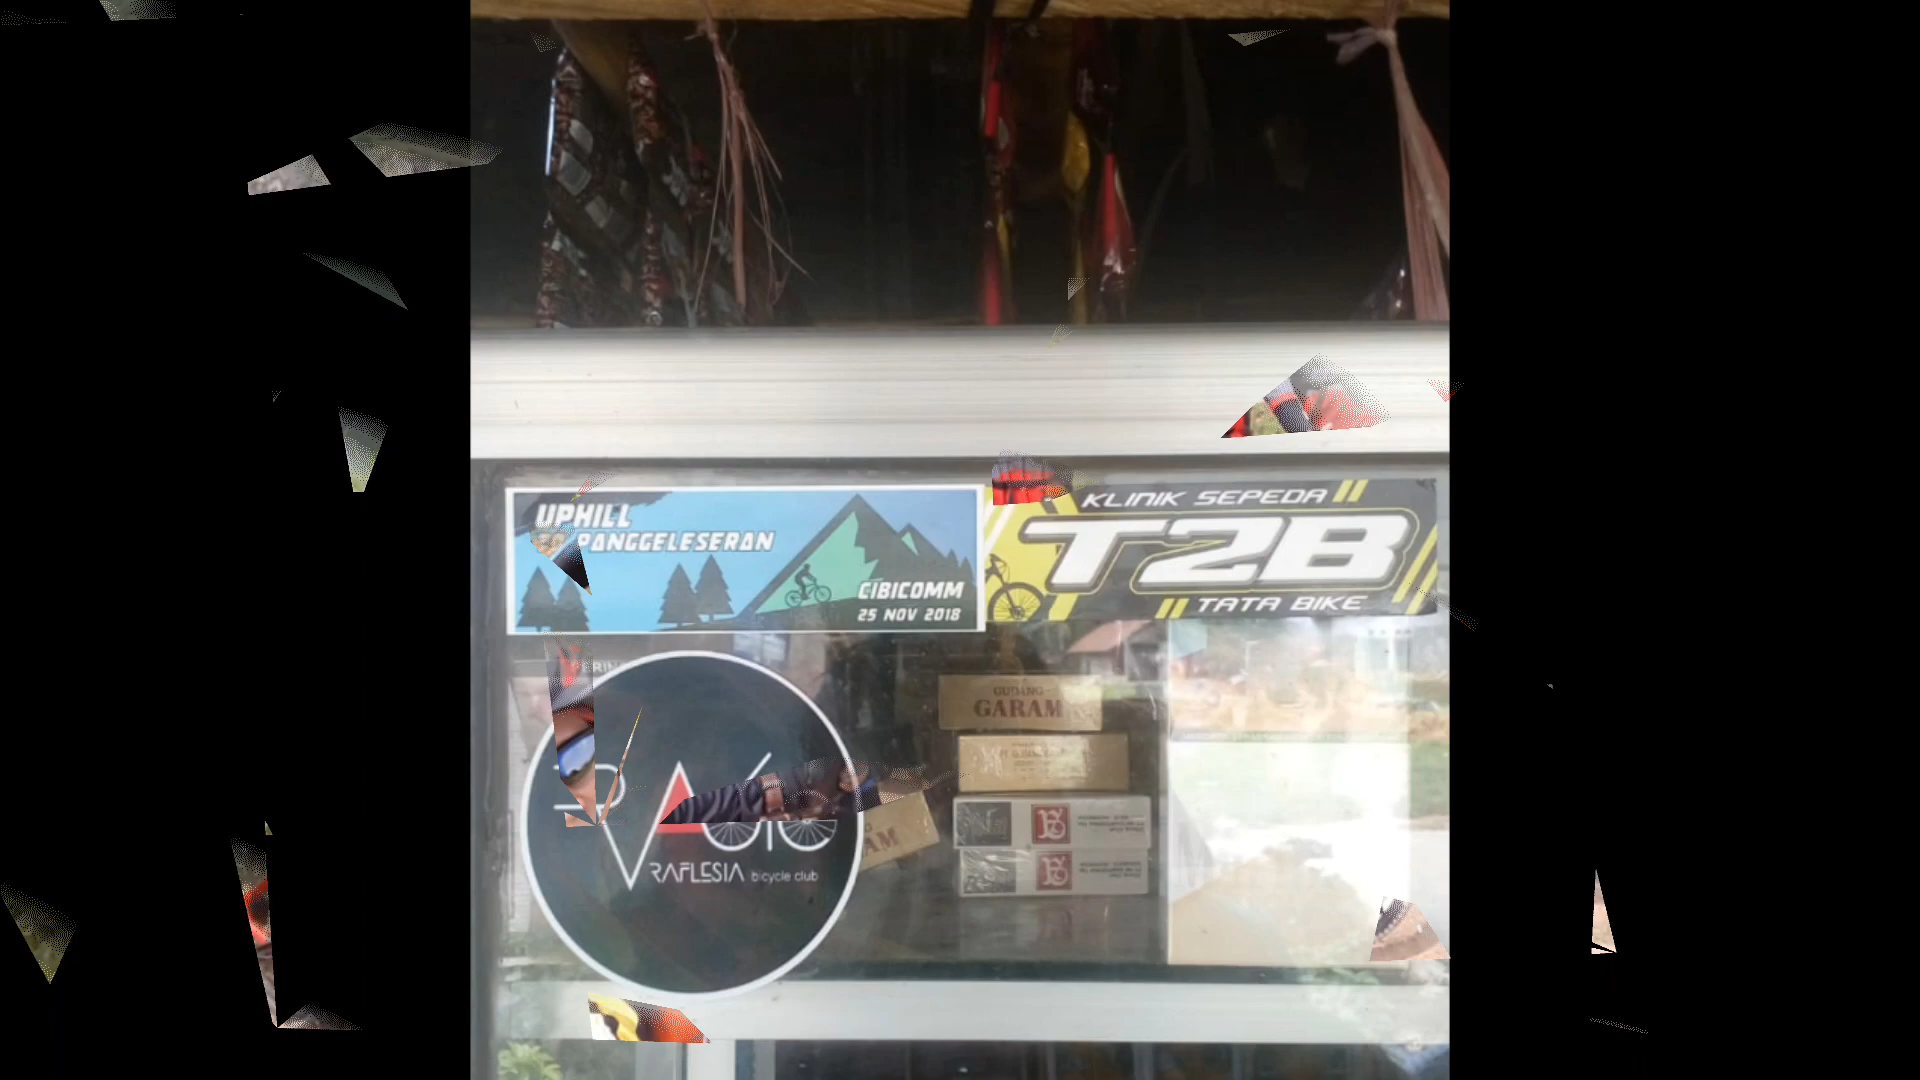 UPHILL
PANGGELESERAN
CIBICOMM
25 NOV 2018
KLINIK SEPEDA
T2B
TATA BIKE
GUDANG
GARAM
RAFLESIA bicycle club